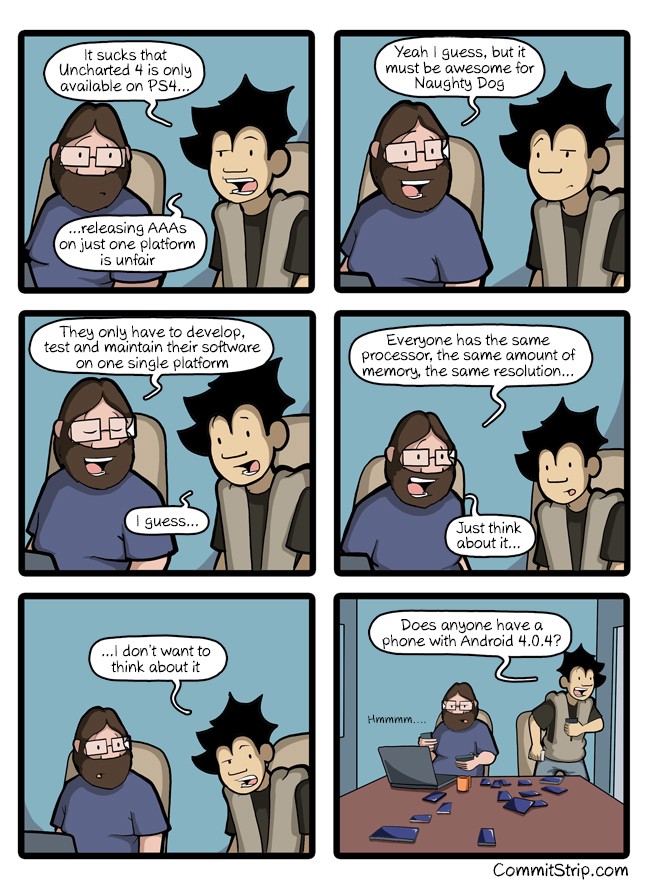 It sucks that
Uncharted 4 is only
available on PS4...
...releasing AAAs
on just one platform
is unfair
Yeah I guess, but it
must be awesome for
Naughty Dog
They only have to develop,
test and maintain their software
on one single platform
I guess...
Everyone has the same
processor, the same amount of
memory, the same resolution...
Just think
about it...
...I don't want to
think about it
Does anyone have a
phone with Android 4.0.4?
Hmmmm....
CommitStrip.com